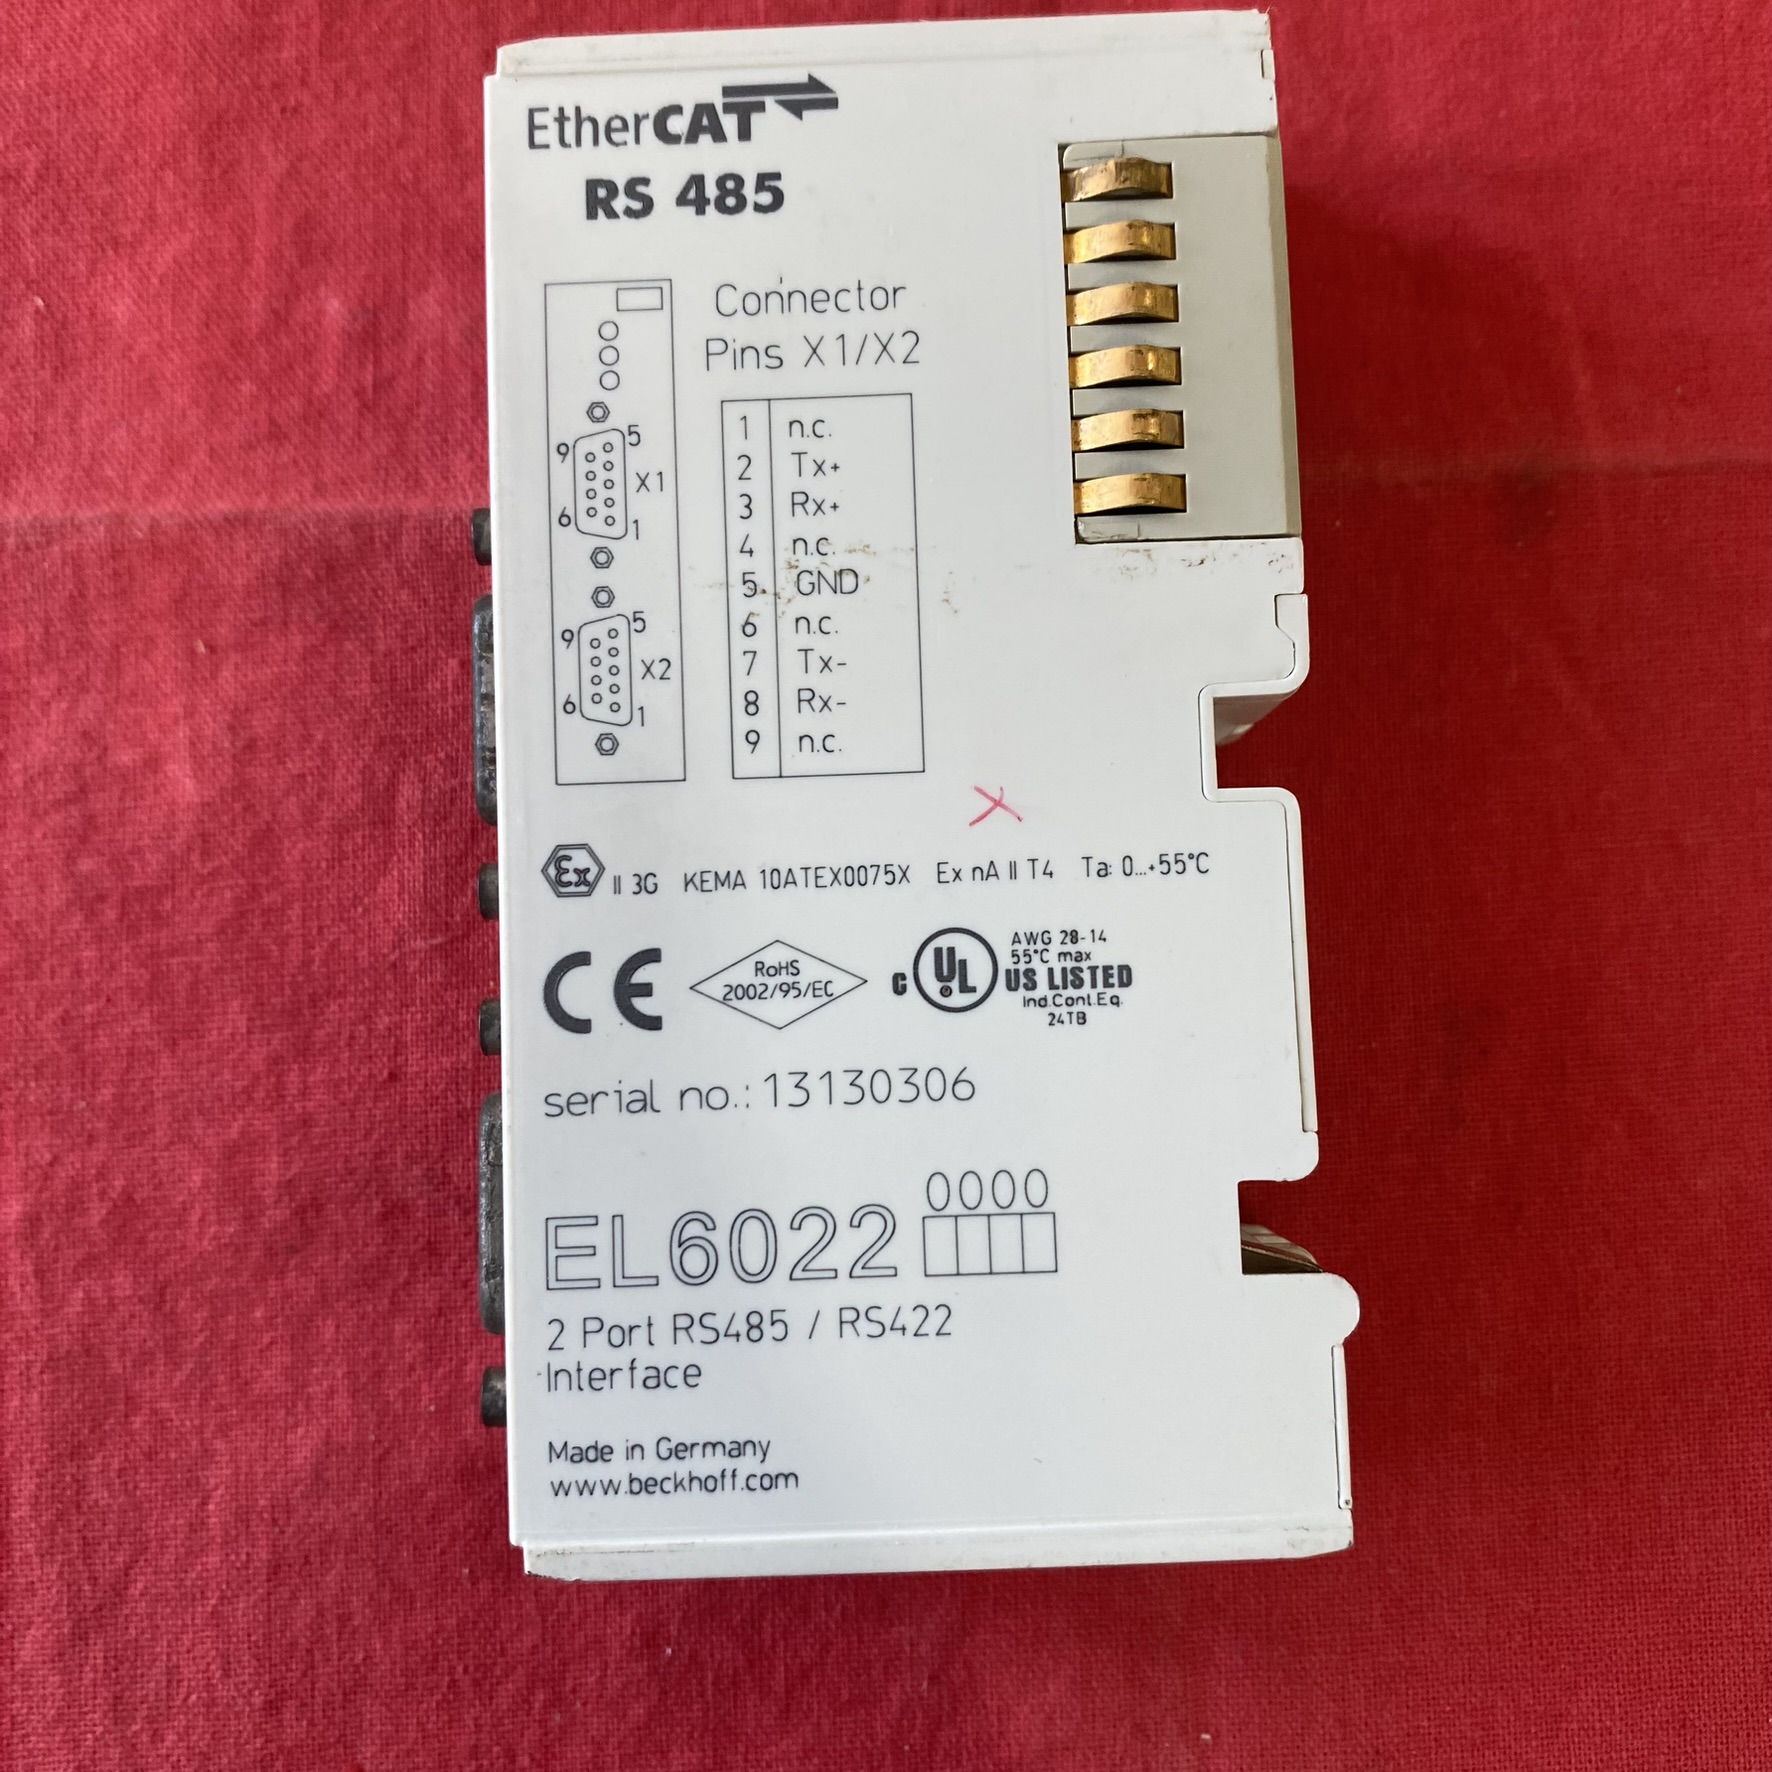 EtherCAT
RS 485
Connector
Pins X1/X2
9 5
X1
6 1
9 5
X2
6 1
1 n.c.
2 Tx+
3 Rx+
4 n.c.
5 GND
6 n.c.
7 Tx-
8 Rx-
9 n.c.
Ex II 3G KEMA 10ATEX0075X Ex nA II T4 Ta: 0...+55°C
CE
RoHS
2002/95/EC
c UL US LISTED
AWG 28-14
55°C max
Ind.Cont.Eq.
24TB
serial no.: 13130306
0000
EL6022
2 Port RS485 / RS422
Interface
Made in Germany
www.beckhoff.com